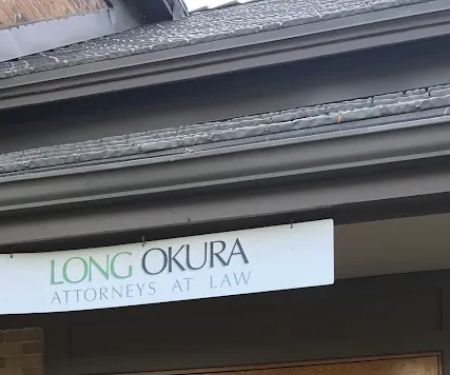 LONG OKURA
ATTORNEYS AT LAW